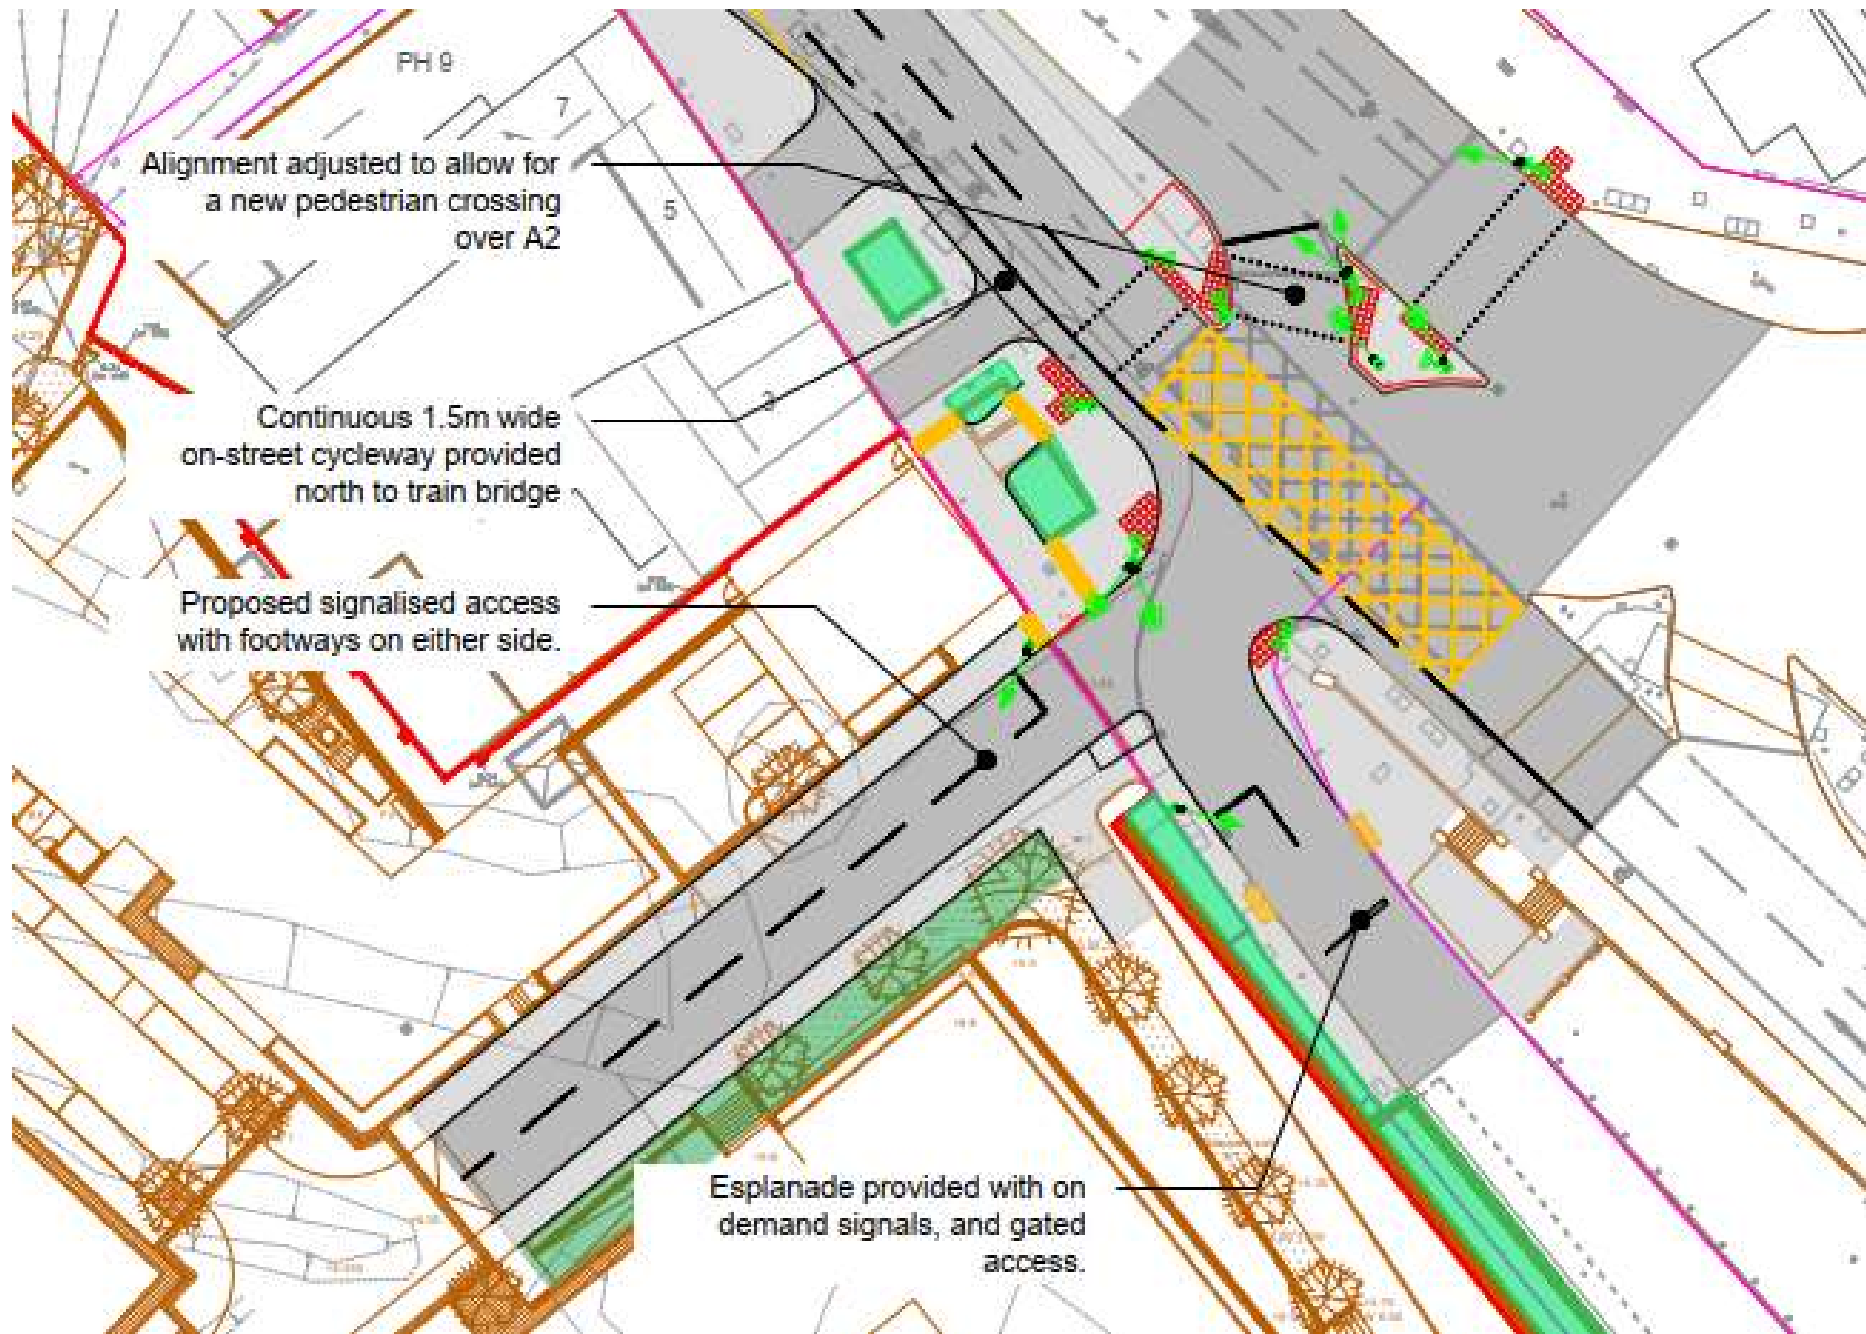 PH 9
7
5
3
Alignment adjusted to allow for
a new pedestrian crossing
over A2
Continuous 1.5m wide
on-street cycleway provided
north to train bridge
Proposed signalised access
with footways on either side.
Esplanade provided with on
demand signals, and gated
access.